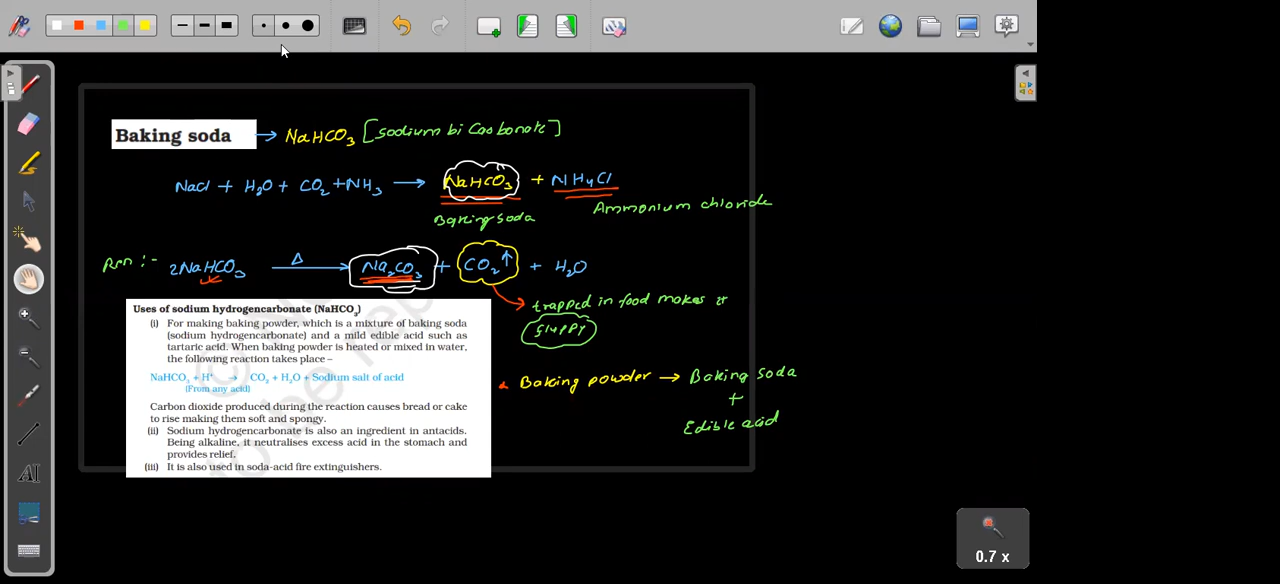 Baking soda → NaHCO3 [Sodium bi Carbonate]
NaCl + H2O + CO2 + NH3 → NaHCO3 + NH4Cl
Baking soda
Ammonium chloride
Rxn :- 2NaHCO3 Δ→ Na2CO3 + CO2↑ + H2O
trapped in food makes it
fluffy
Uses of sodium hydrogencarbonate (NaHCO3)
(i) For making baking powder, which is a mixture of baking soda
(sodium hydrogencarbonate) and a mild edible acid such as
tartaric acid. When baking powder is heated or mixed in water,
the following reaction takes place –
NaHCO3 + H+ → CO2 + H2O + Sodium salt of acid
(From any acid)
Carbon dioxide produced during the reaction causes bread or cake
to rise making them soft and spongy.
(ii) Sodium hydrogencarbonate is also an ingredient in antacids.
Being alkaline, it neutralises excess acid in the stomach and
provides relief.
(iii) It is also used in soda-acid fire extinguishers.
Baking powder → Baking soda
+
Edible acid
AI
0.7 x